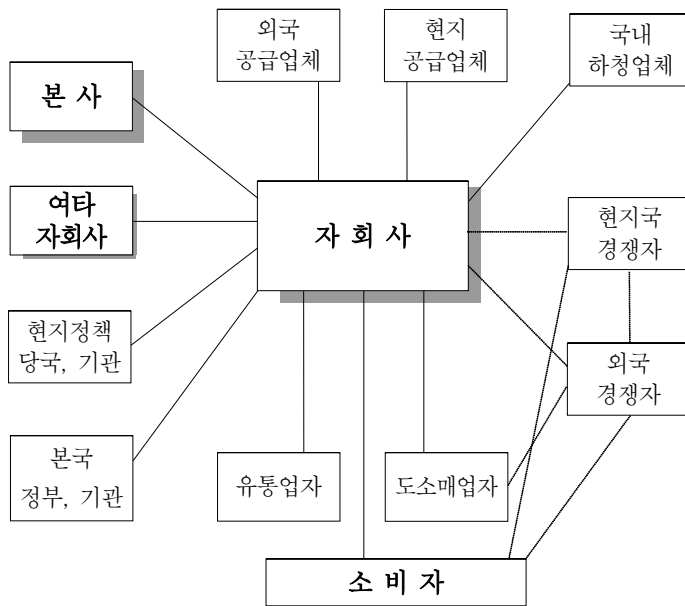 외국
공급업체
현지
공급업체
국내
하청업체
본 사
여타
자회사
자 회 사
현지국
경쟁자
현지정책
당국, 기관
외국
경쟁자
본국
정부, 기관
유통업자
도소매업자
소 비 자